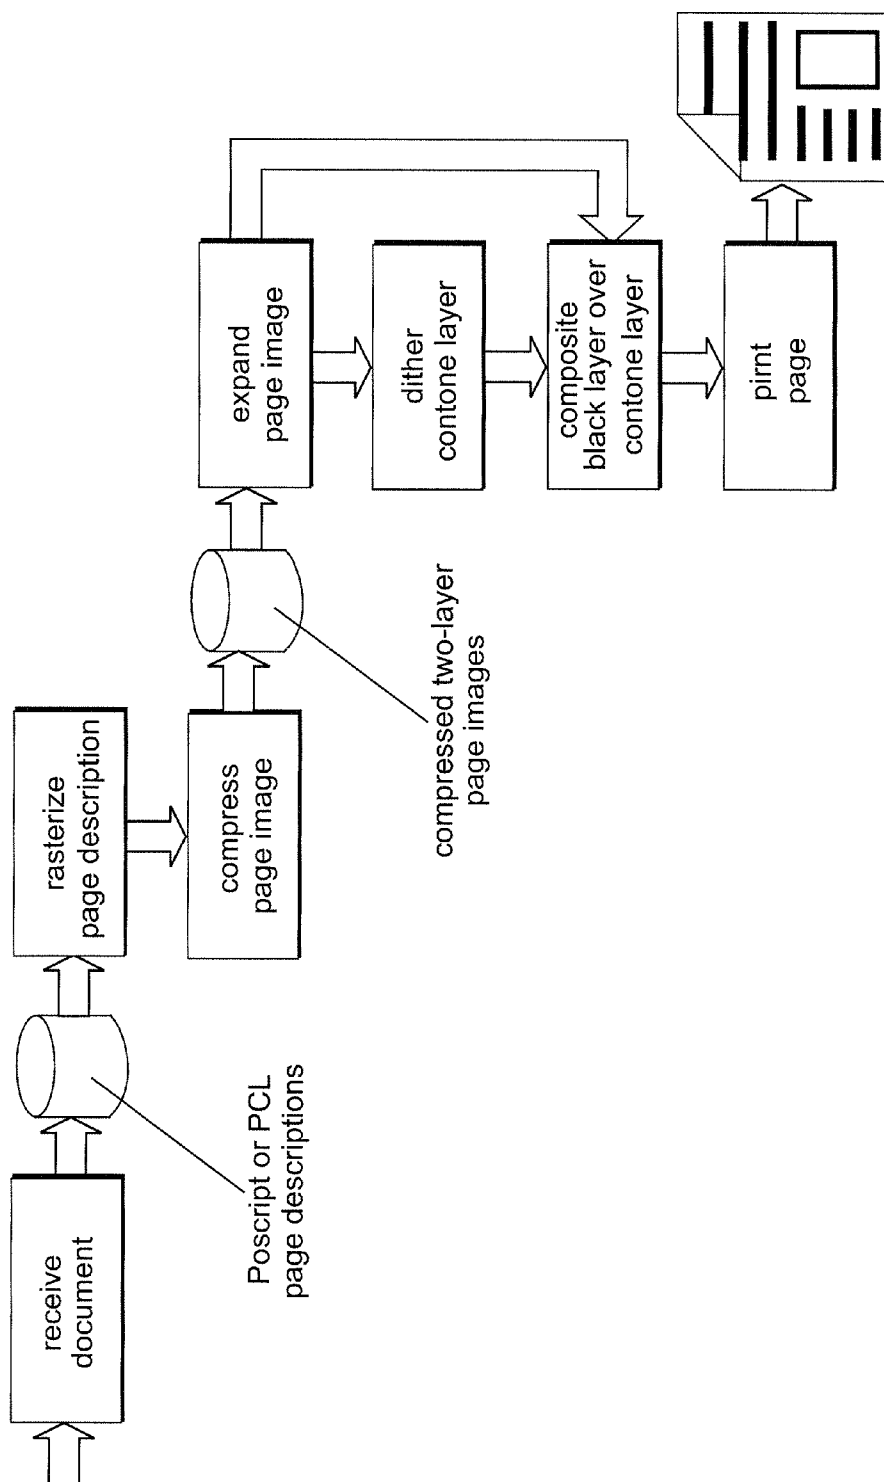 receive
document
Poscript or PCL
page descriptions
rasterize
page description
compress
page image
compressed two-layer
page images
expand
page image
dither
contone layer
composite
black layer over
contone layer
pirnt
page